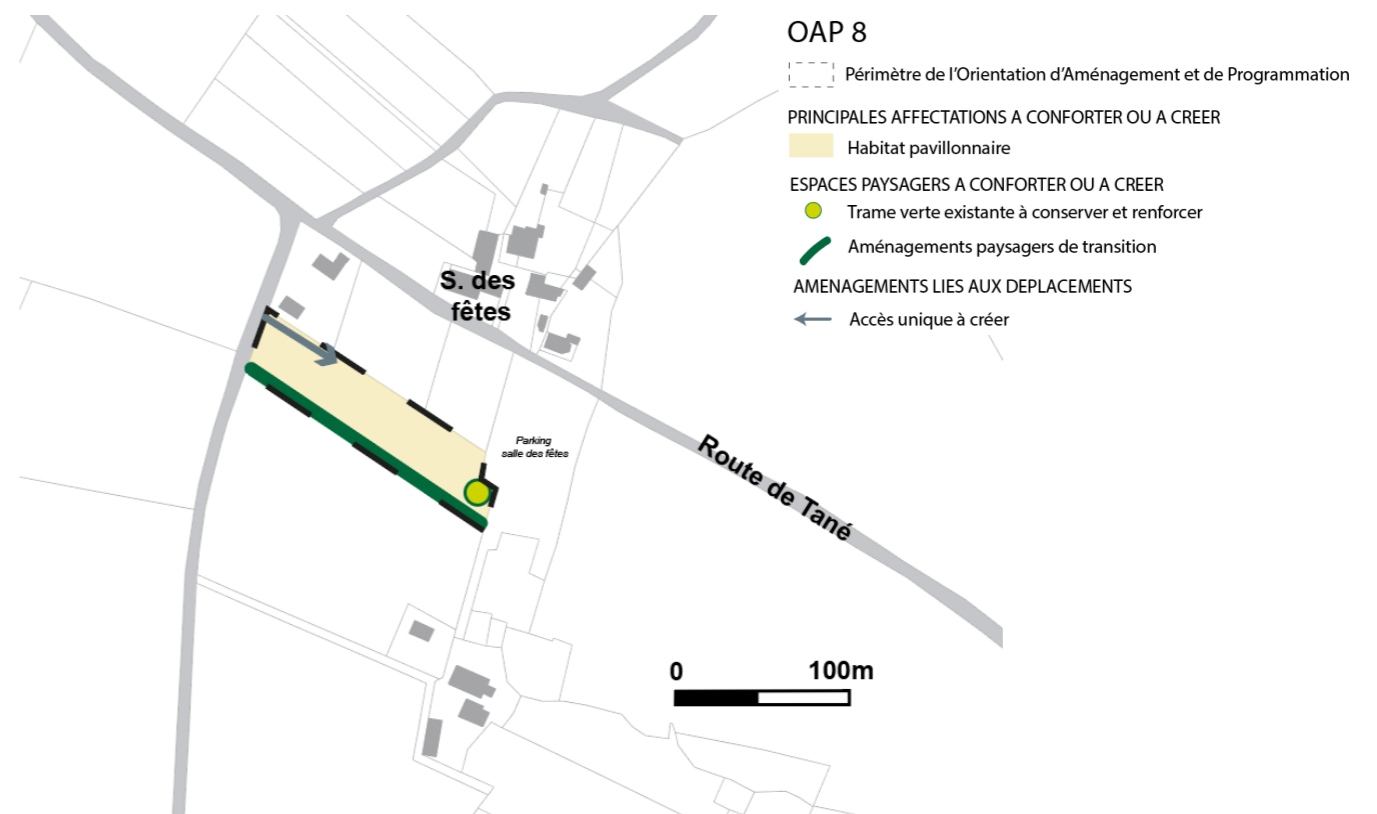 OAP 8
Périmètre de l'Orientation d'Aménagement et de Programmation
PRINCIPALES AFFECTATIONS A CONFORTER OU A CREER
Habitat pavillonnaire
ESPACES PAYSAGERS A CONFORTER OU A CREER
Trame verte existante à conserver et renforcer
Aménagements paysagers de transition
AMENAGEMENTS LIES AUX DEPLACEMENTS
Accès unique à créer
S. des
fêtes
Parking
salle des fêtes
Route de Tané
0 100m